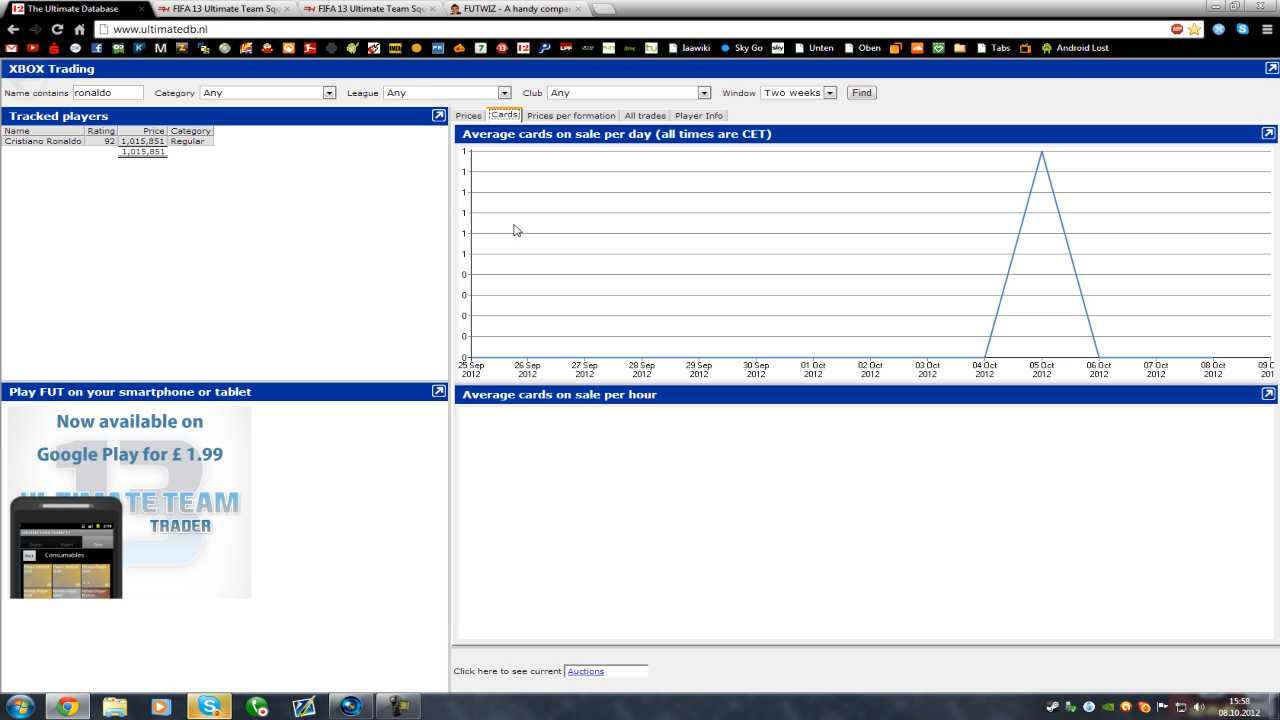 The Ultimate Database
FIFA 13 Ultimate Team Squ
FIFA 13 Ultimate Team Squ
FUTWIZ - A handy compar
www.ultimatedb.nl
laawiki
Sky Go
Unten
Oben
Tabs
Android Lost
XBOX Trading
Name contains ronaldo Category Any League Any Club Any Window Two weeks Find
Tracked players
Name Rating Price Category
Cristiano Ronaldo 92 1,015,851 Regular
1,015,851
Prices Cards Prices per formation All trades Player Info
Average cards on sale per day (all times are CET)
1
1
1
1
1
1
0
0
0
0
0
25 Sep 2012
26 Sep 2012
27 Sep 2012
28 Sep 2012
29 Sep 2012
30 Sep 2012
01 Oct 2012
02 Oct 2012
03 Oct 2012
04 Oct 2012
05 Oct 2012
06 Oct 2012
07 Oct 2012
08 Oct 2012
09 O
201
Play FUT on your smartphone or tablet
Now available on
Google Play for £ 1.99
13
ULTIMATE TEAM
TRADER
Consumables
Average cards on sale per hour
Click here to see current Auctions
15:58
08.10.2012